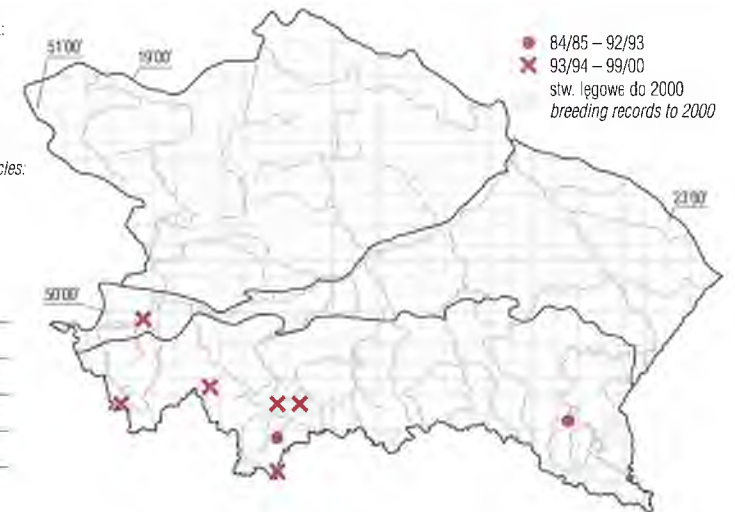 :
51°00'
19°00'
84/85 – 92/93
93/94 – 99/00
stw. lęgowe do 2000
breeding records to 2000
cies:
23°00'
50°00'